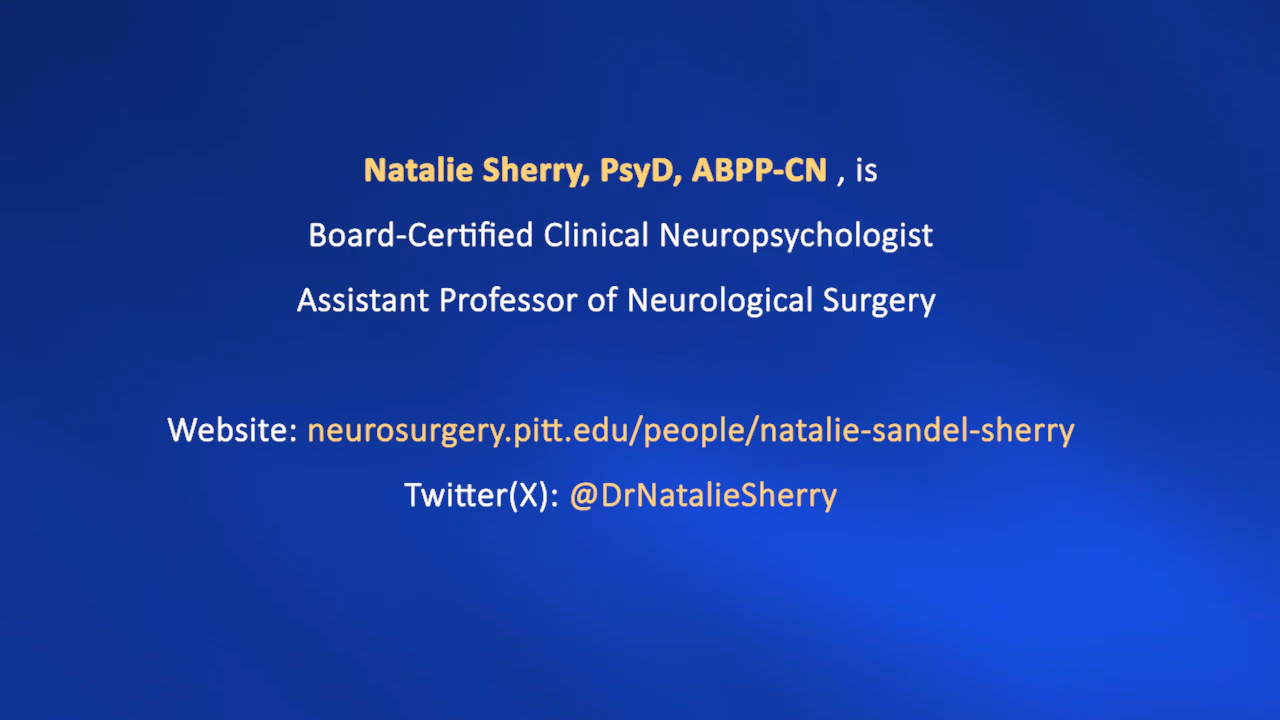 Natalie Sherry, PsyD, ABPP-CN , is
Board-Certified Clinical Neuropsychologist
Assistant Professor of Neurological Surgery
Website: neurosurgery.pitt.edu/people/natalie-sandel-sherry
Twitter(X): @DrNatalieSherry